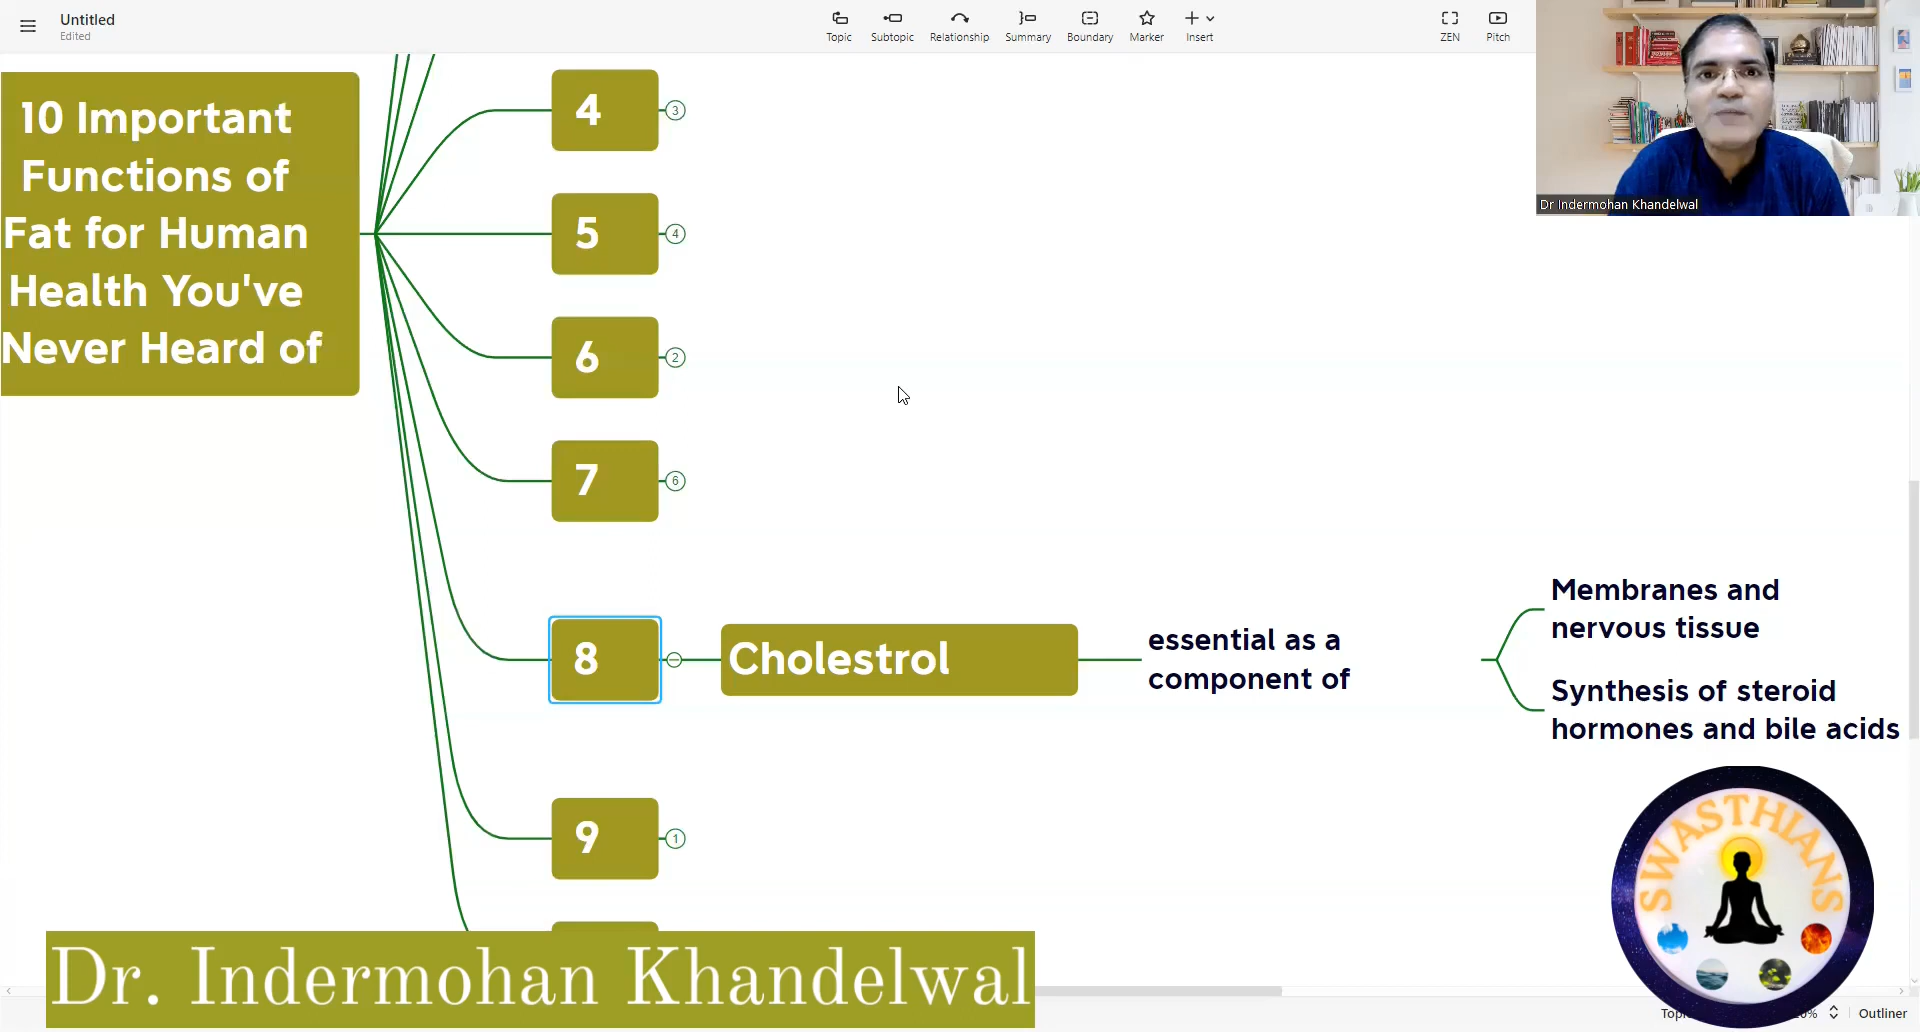 Untitled
Edited
Topic
Subtopic
Relationship
Summary
Boundary
Marker
Insert
ZEN
Pitch
Dr Indermohan Khandelwal
10 Important
Functions of
Fat for Human
Health You've
Never Heard of
4
3
5
4
6
2
7
6
8
Cholestrol
essential as a
component of
Membranes and
nervous tissue
Synthesis of steroid
hormones and bile acids
9
1
SWASTHIANS
Dr. Indermohan Khandelwal
Outliner